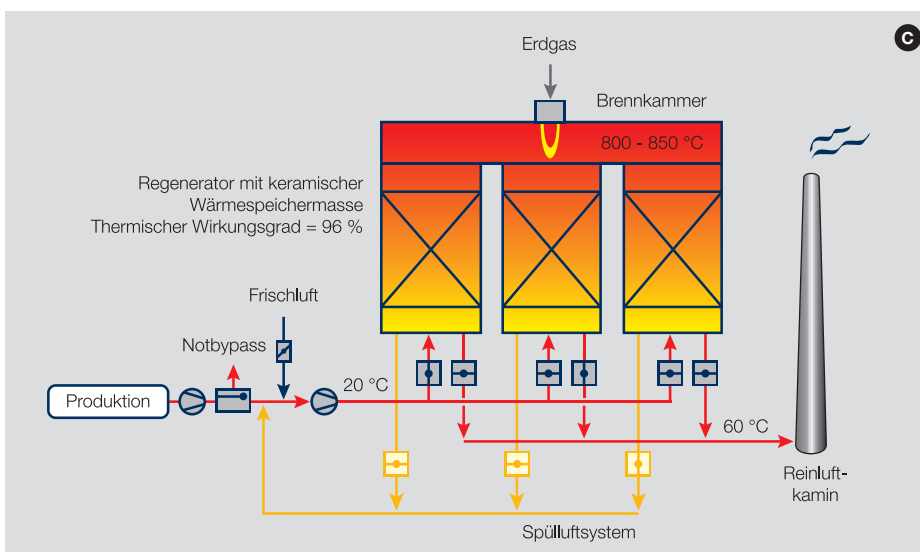 C
Erdgas
Brennkammer
800 - 850 °C
Regenerator mit keramischer
Wärmespeichermasse
Thermischer Wirkungsgrad = 96 %
Frischluft
Notbypass
Produktion
20 °C
60 °C
Reinluft-
kamin
Spülluftsystem